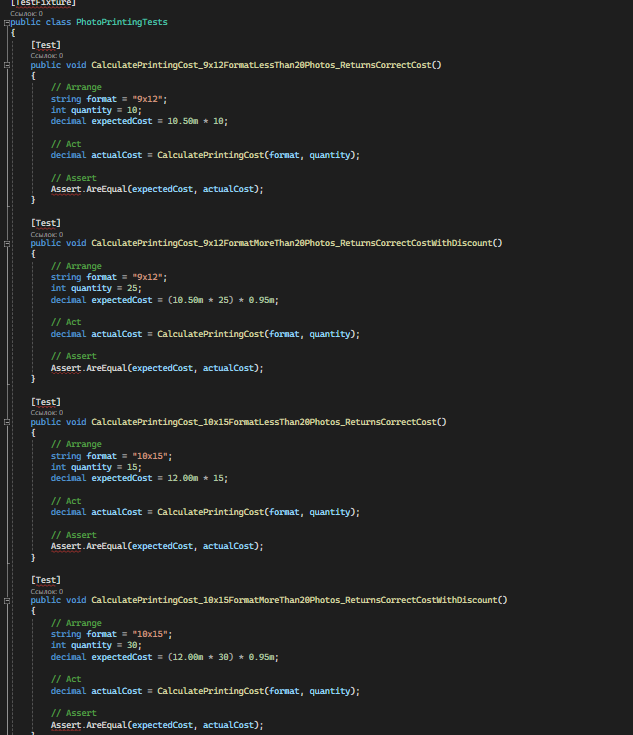 [TestFixture]
Ссылок: 0
public class PhotoPrintingTests
{
[Test]
Ссылок: 0
public void CalculatePrintingCost_9x12FormatLessThan20Photos_ReturnsCorrectCost()
{
// Arrange
string format = "9x12";
int quantity = 10;
decimal expectedCost = 10.50m * 10;
// Act
decimal actualCost = CalculatePrintingCost(format, quantity);
// Assert
Assert.AreEqual(expectedCost, actualCost);
}
[Test]
Ссылок: 0
public void CalculatePrintingCost_9x12FormatMoreThan20Photos_ReturnsCorrectCostWithDiscount()
{
// Arrange
string format = "9x12";
int quantity = 25;
decimal expectedCost = (10.50m * 25) * 0.95m;
// Act
decimal actualCost = CalculatePrintingCost(format, quantity);
// Assert
Assert.AreEqual(expectedCost, actualCost);
}
[Test]
Ссылок: 0
public void CalculatePrintingCost_10x15FormatLessThan20Photos_ReturnsCorrectCost()
{
// Arrange
string format = "10x15";
int quantity = 15;
decimal expectedCost = 12.00m * 15;
// Act
decimal actualCost = CalculatePrintingCost(format, quantity);
// Assert
Assert.AreEqual(expectedCost, actualCost);
}
[Test]
Ссылок: 0
public void CalculatePrintingCost_10x15FormatMoreThan20Photos_ReturnsCorrectCostWithDiscount()
{
// Arrange
string format = "10x15";
int quantity = 30;
decimal expectedCost = (12.00m * 30) * 0.95m;
// Act
decimal actualCost = CalculatePrintingCost(format, quantity);
// Assert
Assert.AreEqual(expectedCost, actualCost);
}